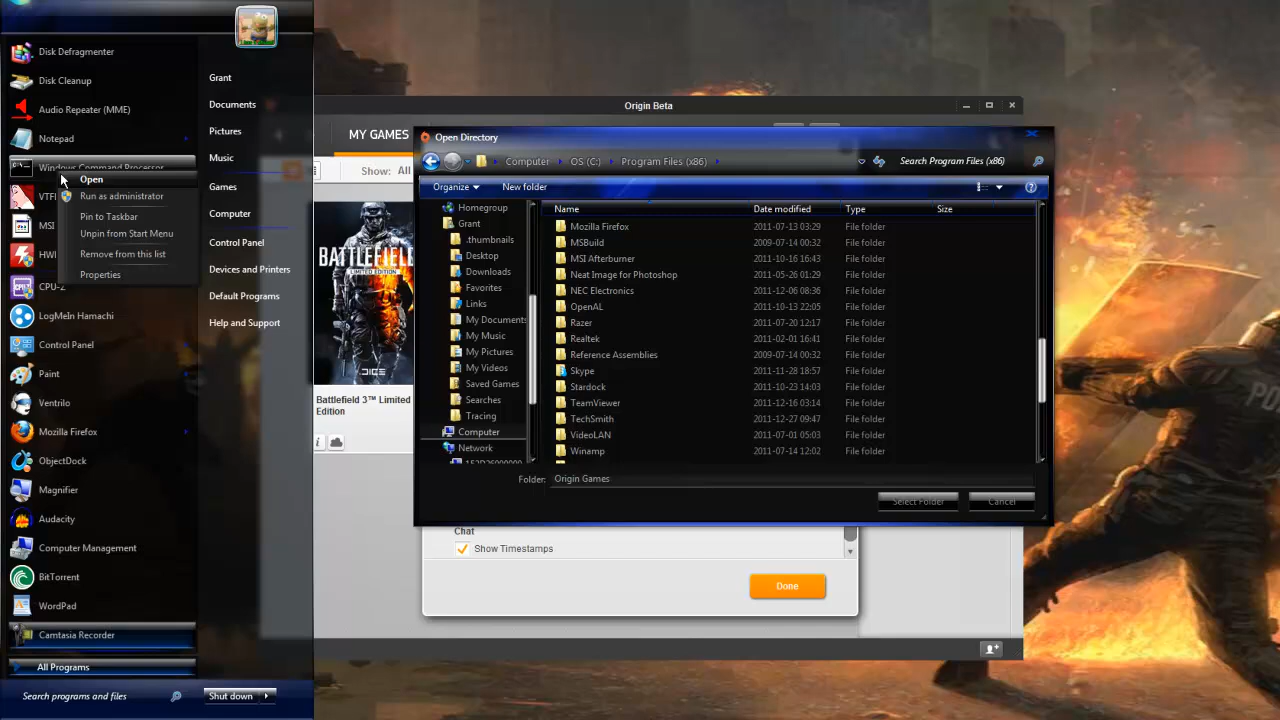 Disk Defragmenter
Disk Cleanup
Audio Repeater (MME)
Notepad
Windows Command Processor
Open
Run as administrator
VTFE
Pin to Taskbar
MSI
Unpin from Start Menu
HWi
Remove from this list
Properties
CPU-Z
LogMeIn Hamachi
Control Panel
Paint
Ventrilo
Mozilla Firefox
ObjectDock
Magnifier
Audacity
Computer Management
BitTorrent
WordPad
Camtasia Recorder
All Programs
Search programs and files
Shut down
Grant
Documents
Pictures
Music
Games
Computer
Control Panel
Devices and Printers
Default Programs
Help and Support
Origin Beta
MY GAMES
Show: All
BATTLEFIELD
LIMITED EDITION
DICE
Battlefield 3™ Limited
Edition
Open Directory
Computer
OS (C:)
Program Files (x86)
Search Program Files (x86)
Organize
New folder
Homegroup
Grant
.thumbnails
Desktop
Downloads
Favorites
Links
My Documents
My Music
My Pictures
My Videos
Saved Games
Searches
Tracing
Computer
Network
Name Date modified Type Size
Mozilla Firefox 2011-07-13 03:29 File folder
MSBuild 2009-07-14 00:32 File folder
MSI Afterburner 2011-10-16 16:43 File folder
Neat Image for Photoshop 2011-05-26 01:29 File folder
NEC Electronics 2011-12-06 08:36 File folder
OpenAL 2011-10-13 22:05 File folder
Razer 2011-07-20 12:17 File folder
Realtek 2011-02-01 16:41 File folder
Reference Assemblies 2009-07-14 00:32 File folder
Skype 2011-11-28 18:57 File folder
Stardock 2011-10-23 14:03 File folder
TeamViewer 2011-12-16 03:14 File folder
TechSmith 2011-12-27 09:47 File folder
VideoLAN 2011-07-01 05:03 File folder
Winamp 2011-07-14 12:02 File folder
Folder: Origin Games
Select Folder
Cancel
Chat
Show Timestamps
Done